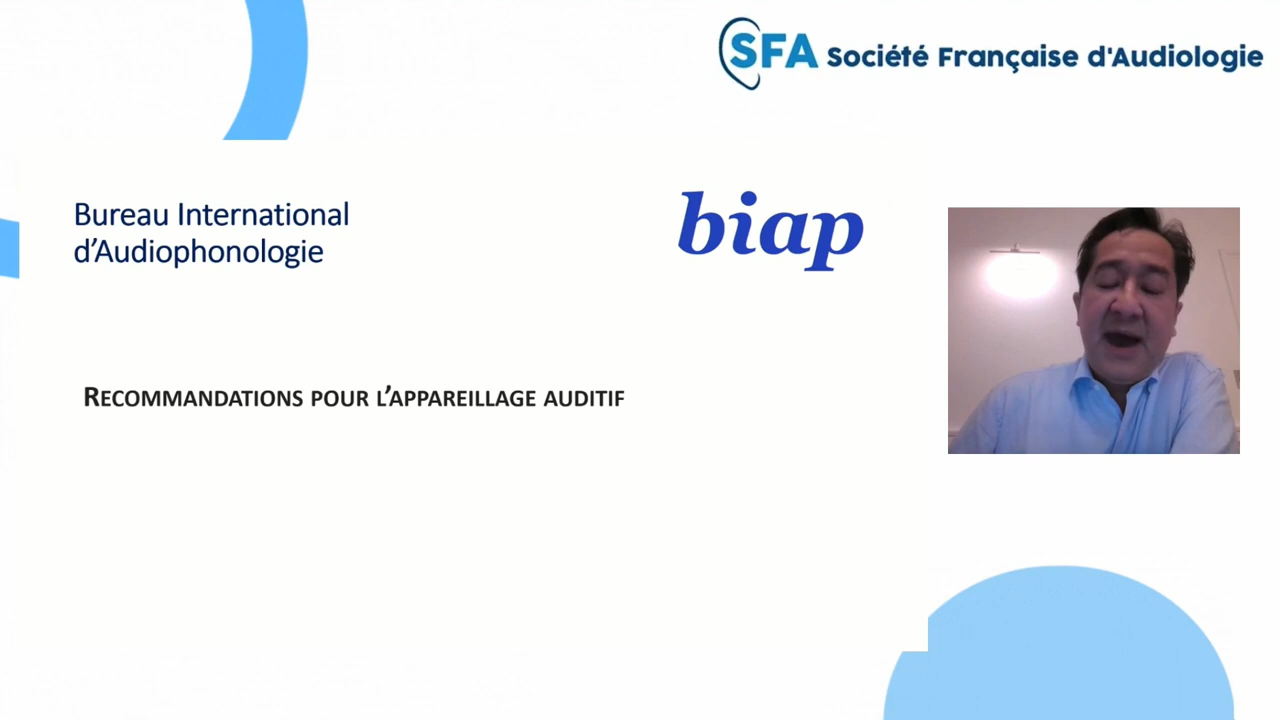 SFA Société Française d'Audiologie
Bureau International
d'Audiophonologie
biap
RECOMMANDATIONS POUR L'APPAREILLAGE AUDITIF